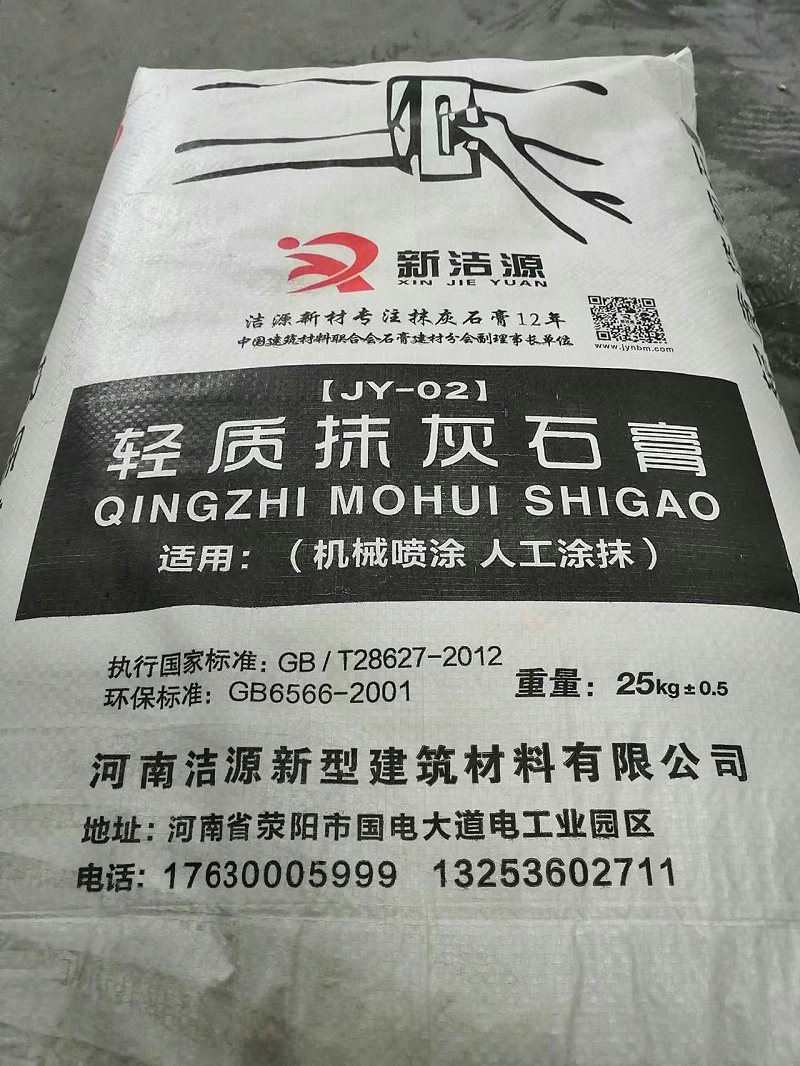 新洁源
XIN JIE YUAN
洁源新材专注抹灰石膏12年
中国建筑材料联合会石膏建材分会副理事长单位
www.jynbm.com
【JY-02】
轻质抹灰石膏
QINGZHI MOHUI SHIGAO
适用：（机械喷涂 人工涂抹）
执行国家标准：GB/T28627-2012
环保标准：GB6566-2001
重量：25kg±0.5
河南洁源新型建筑材料有限公司
地址：河南省荥阳市国电大道电工业园区
电话：17630005999 13253602711